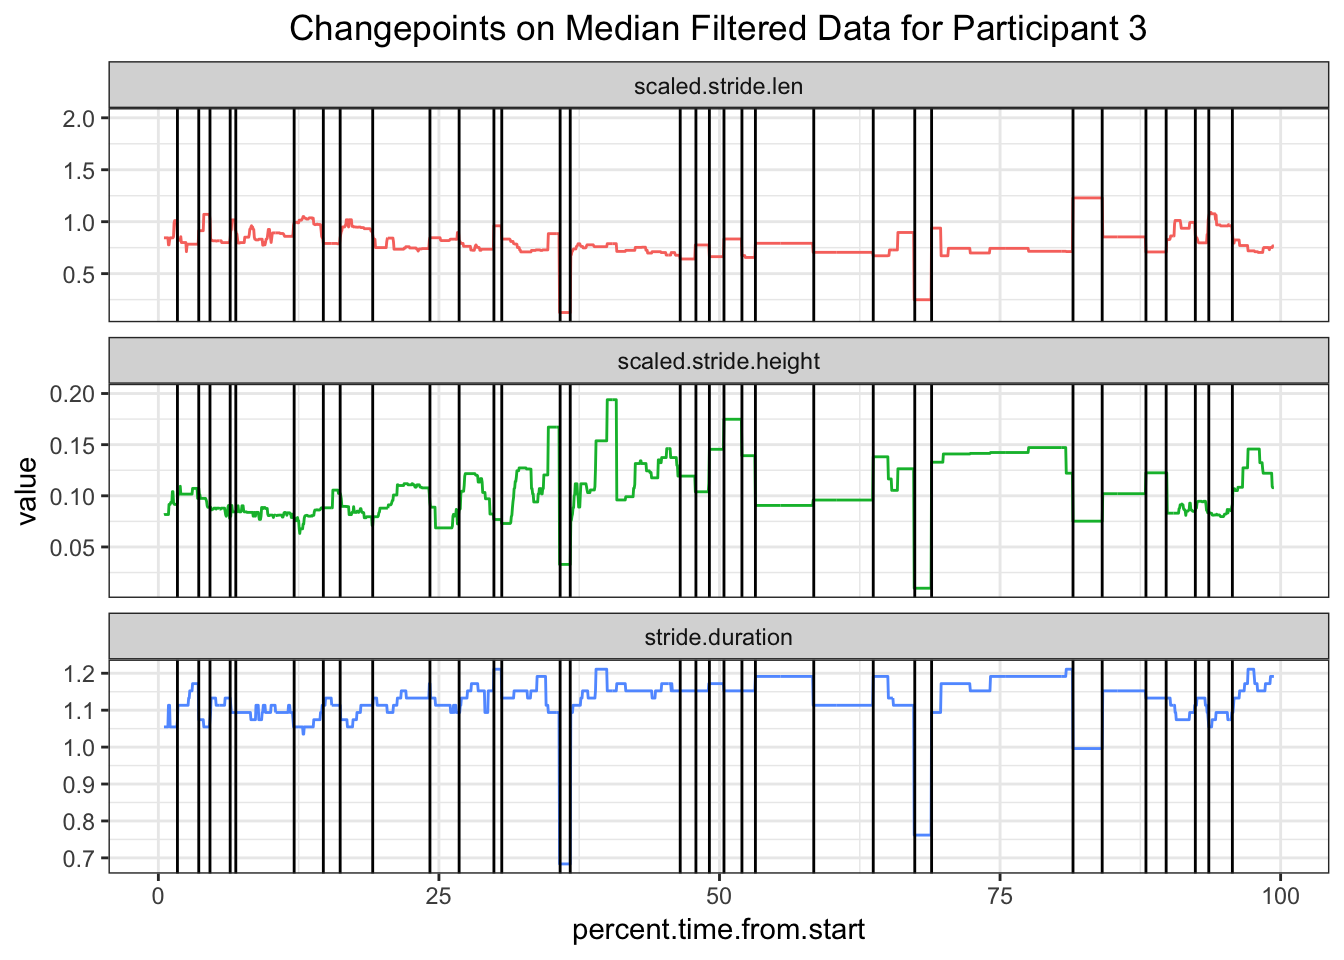 Changepoints on Median Filtered Data for Participant 3
scaled.stride.len
2.0
1.5
1.0
0.5
scaled.stride.height
0.20
0.15
0.10
0.05
value
stride.duration
1.2
1.1
1.0
0.9
0.8
0.7
0 25 50 75 100
percent.time.from.start